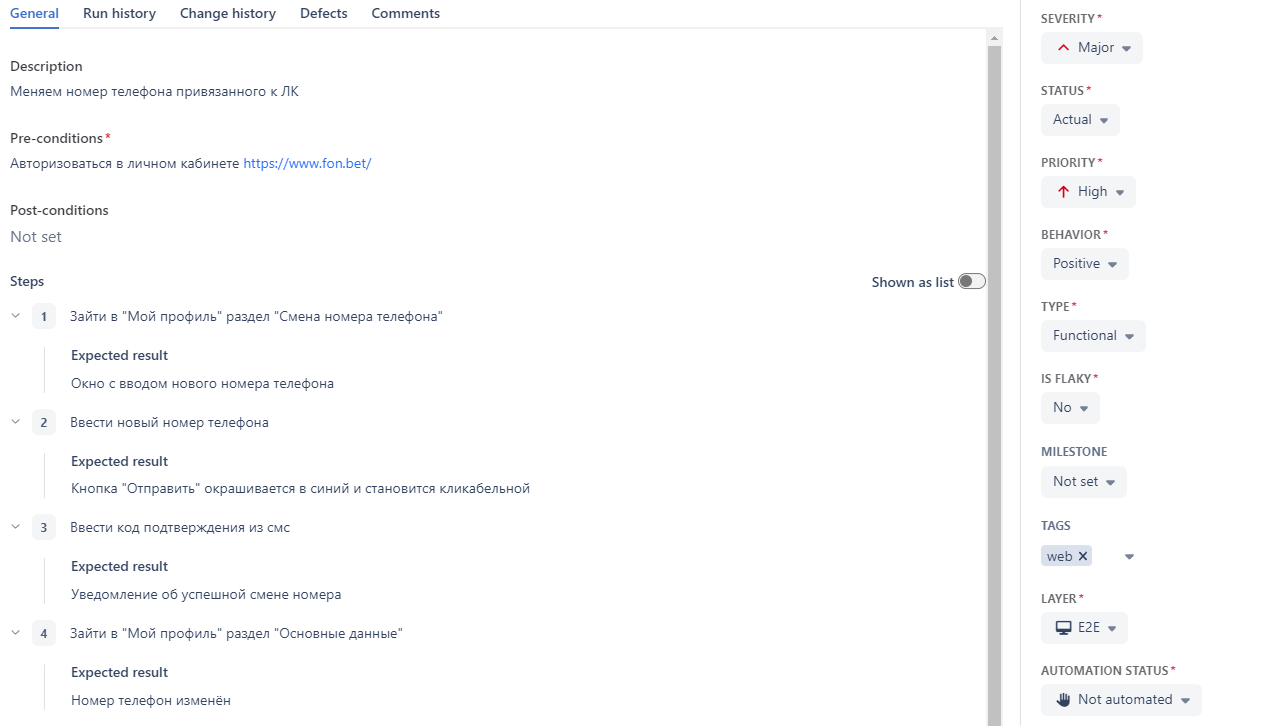 General Run history Change history Defects Comments
Description
Меняем номер телефона привязанного к ЛК
Pre-conditions*
Авторизоваться в личном кабинете https://www.fon.bet/
Post-conditions
Not set
Steps
Shown as list
1 Зайти в "Мой профиль" раздел "Смена номера телефона"
Expected result
Окно с вводом нового номера телефона
2 Ввести новый номер телефона
Expected result
Кнопка "Отправить" окрашивается в синий и становится кликабельной
3 Ввести код подтверждения из смс
Expected result
Уведомление об успешной смене номера
4 Зайти в "Мой профиль" раздел "Основные данные"
Expected result
Номер телефон изменён
SEVERITY*
Major
STATUS*
Actual
PRIORITY*
High
BEHAVIOR*
Positive
TYPE*
Functional
IS FLAKY*
No
MILESTONE
Not set
TAGS
web
LAYER*
E2E
AUTOMATION STATUS*
Not automated